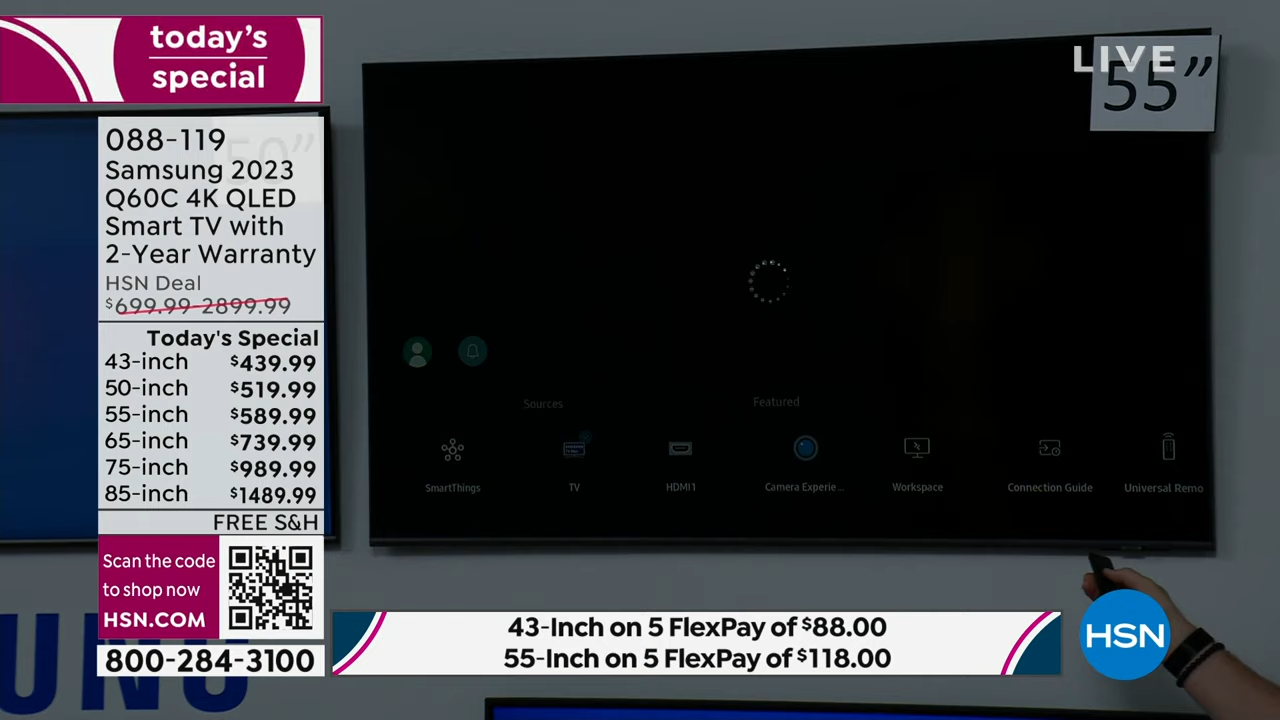 today's
special
LIVE
55”
50”
088-119
Samsung 2023
Q60C 4K QLED
Smart TV with
2-Year Warranty
HSN Deal
$699.99-2899.99
Today's Special
43-inch $439.99
50-inch $519.99
55-inch $589.99
65-inch $739.99
75-inch $989.99
85-inch $1489.99
FREE S&H
Scan the code
to shop now
HSN.COM
800-284-3100
Sources
Featured
SmartThings
TV
HDMI1
Camera Experie...
Workspace
Connection Guide
Universal Remo
43-Inch on 5 FlexPay of $88.00
55-Inch on 5 FlexPay of $118.00
HSN